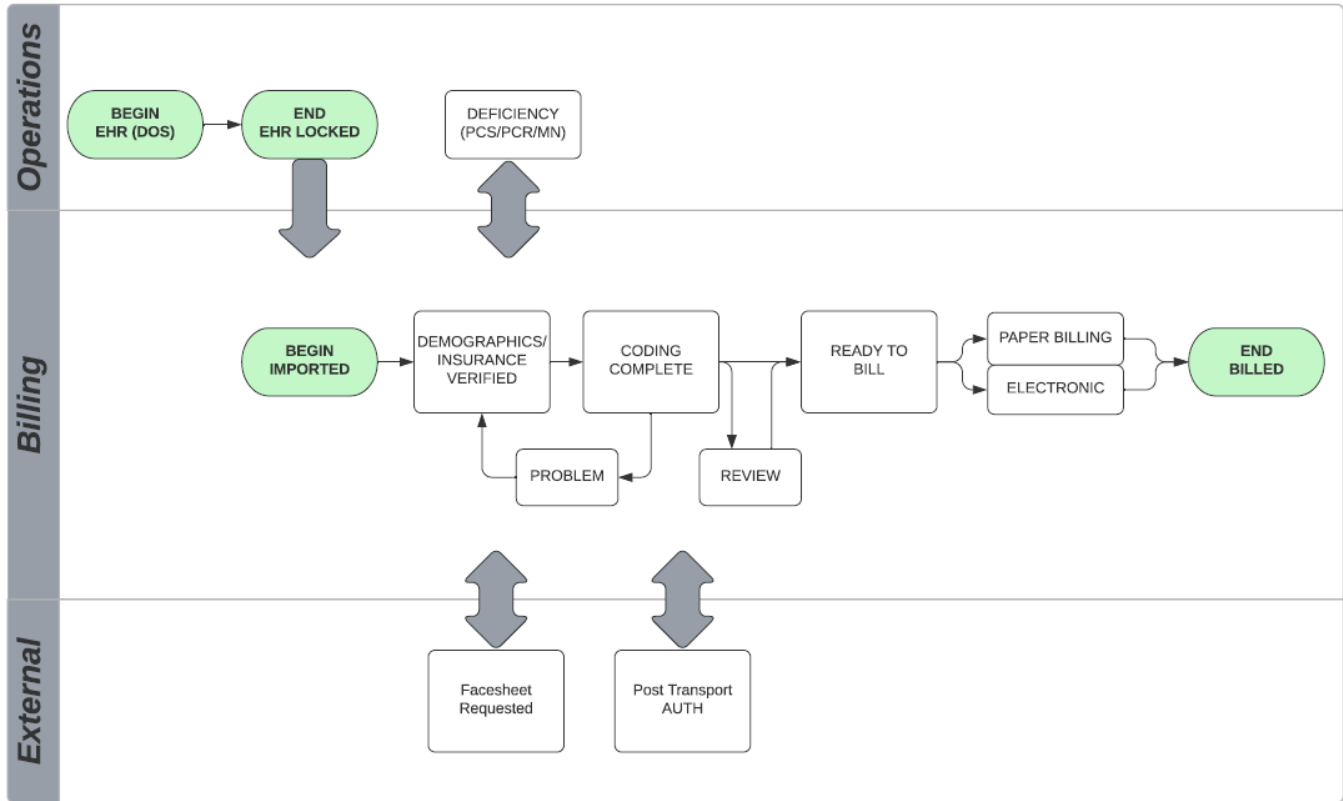 Operations
BEGIN
EHR (DOS)
END
EHR LOCKED
DEFICIENCY
(PCS/PCR/MN)
Billing
BEGIN
IMPORTED
DEMOGRAPHICS/
INSURANCE
VERIFIED
CODING
COMPLETE
READY TO
BILL
PAPER BILLING
ELECTRONIC
END
BILLED
PROBLEM
REVIEW
External
Facesheet
Requested
Post Transport
AUTH